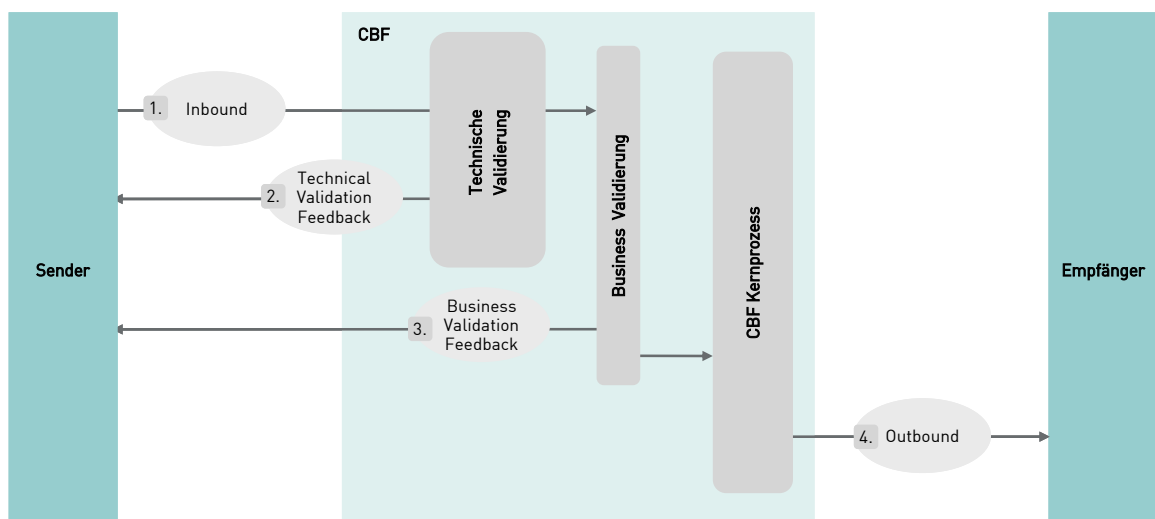 CBF
1.
Inbound
Technische
Validierung
2.
Technical
Validation
Feedback
Business Validierung
CBF Kernprozess
Sender
Empfänger
3.
Business
Validation
Feedback
4.
Outbound